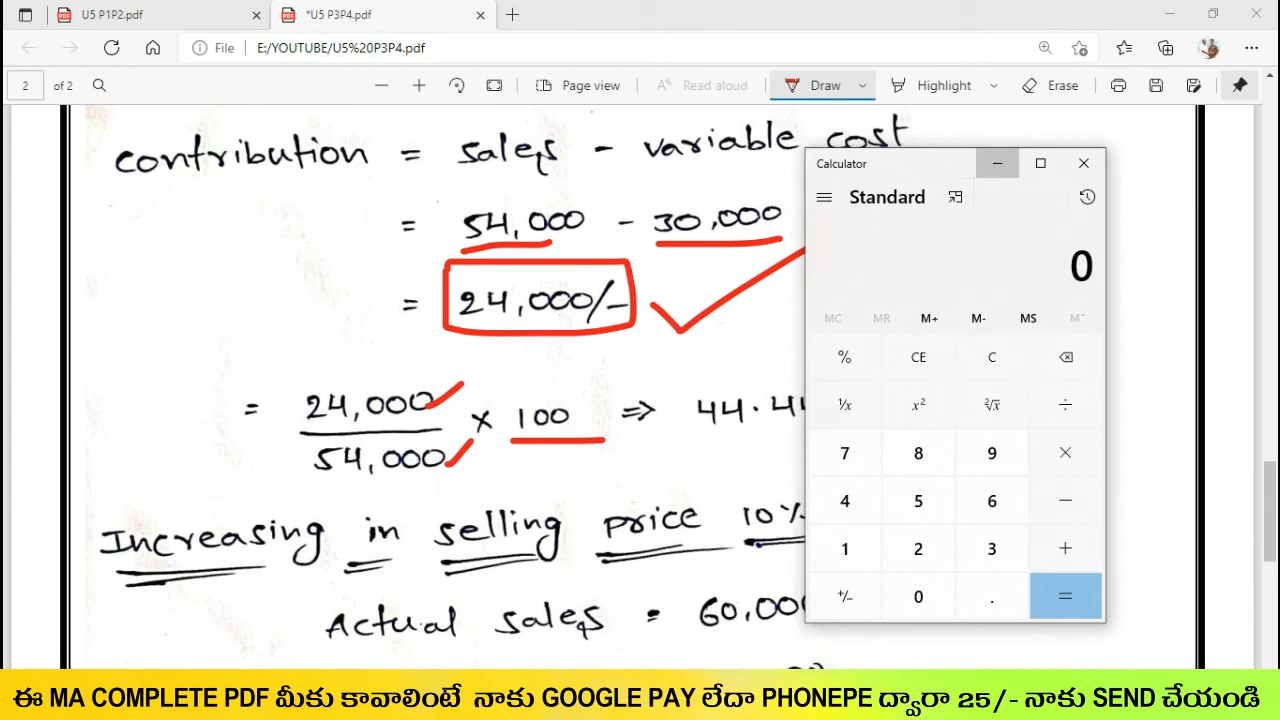 U5 P1P2.pdf
*U5 P3P4.pdf
File E:/YOUTUBE/U5%20P3P4.pdf
2 of 2 Page view Read aloud Draw Highlight Erase
contribution = sales - variable cost
= 54,000 - 30,000
= 24,000/-
= 24,000
54,000
× 100 ⇒ 44.44
Increasing in selling price 10%
Actual sales = 60,000
Calculator
Standard
0
MC MR M+ M- MS M˅
% CE C
1/x x² ²√x ÷
7 8 9 ×
4 5 6 −
1 2 3 +
+/- 0 . =
ఈ MA COMPLETE PDF మీకు కావాలింటే నాకు GOOGLE PAY లేదా PHONEPE ద్వారా 25/- నాకు SEND చేయండి